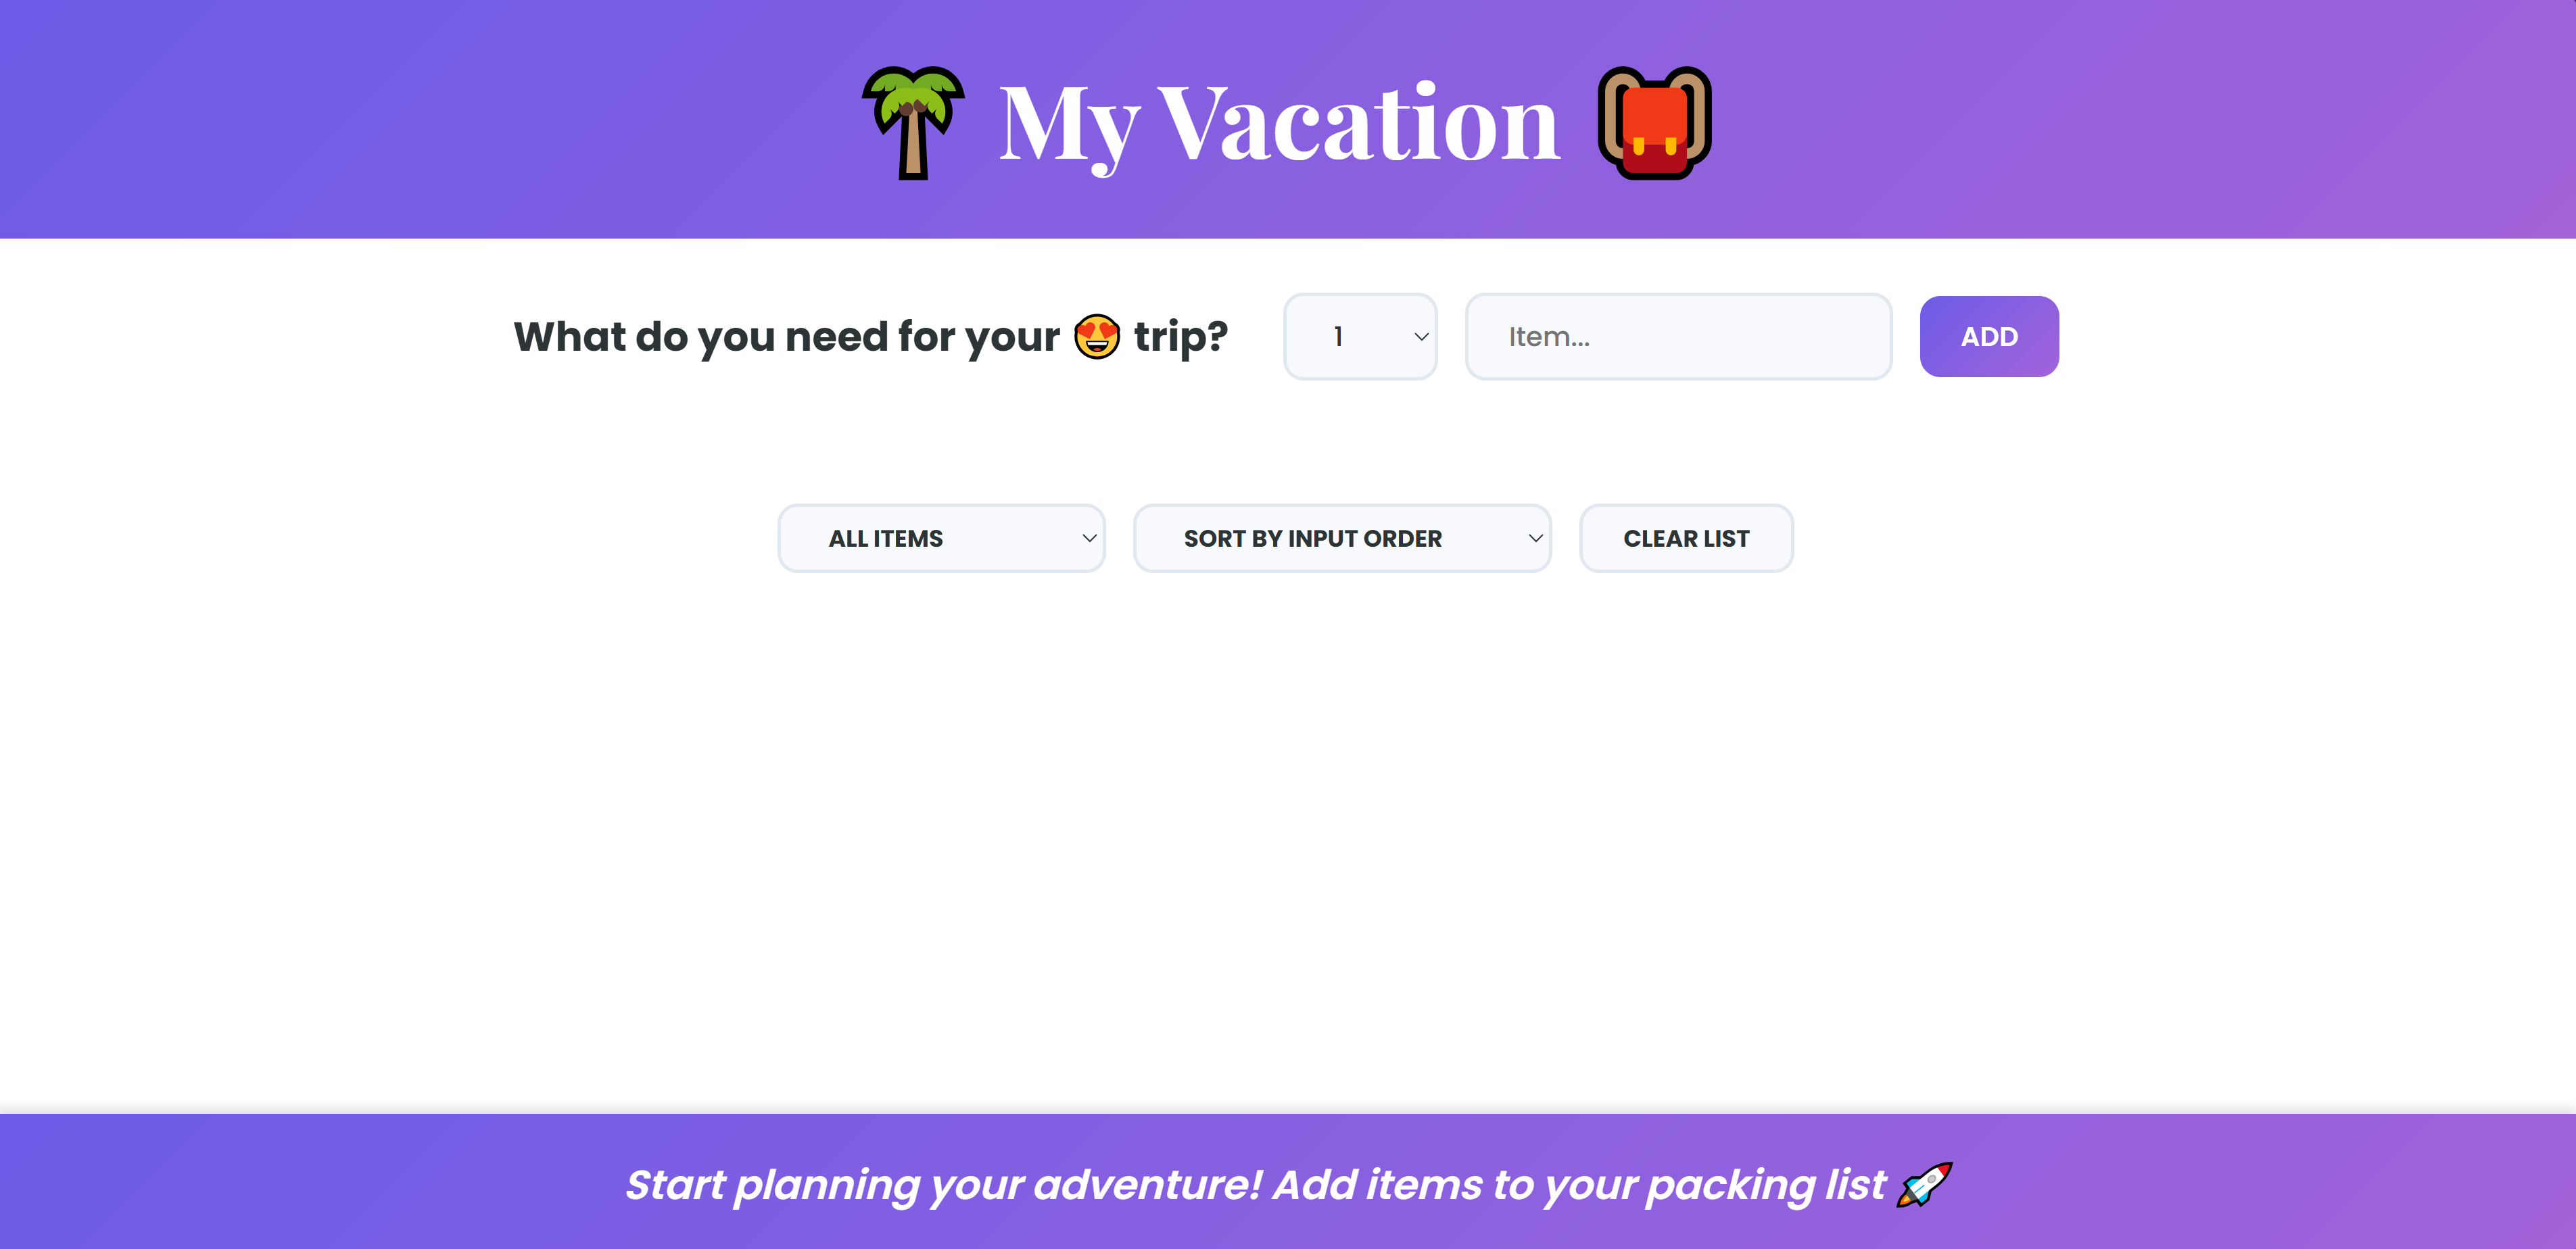 🌴 My Vacation 🎒
What do you need for your 😍 trip?
1
Item...
ADD
ALL ITEMS
SORT BY INPUT ORDER
CLEAR LIST
Start planning your adventure! Add items to your packing list 🚀